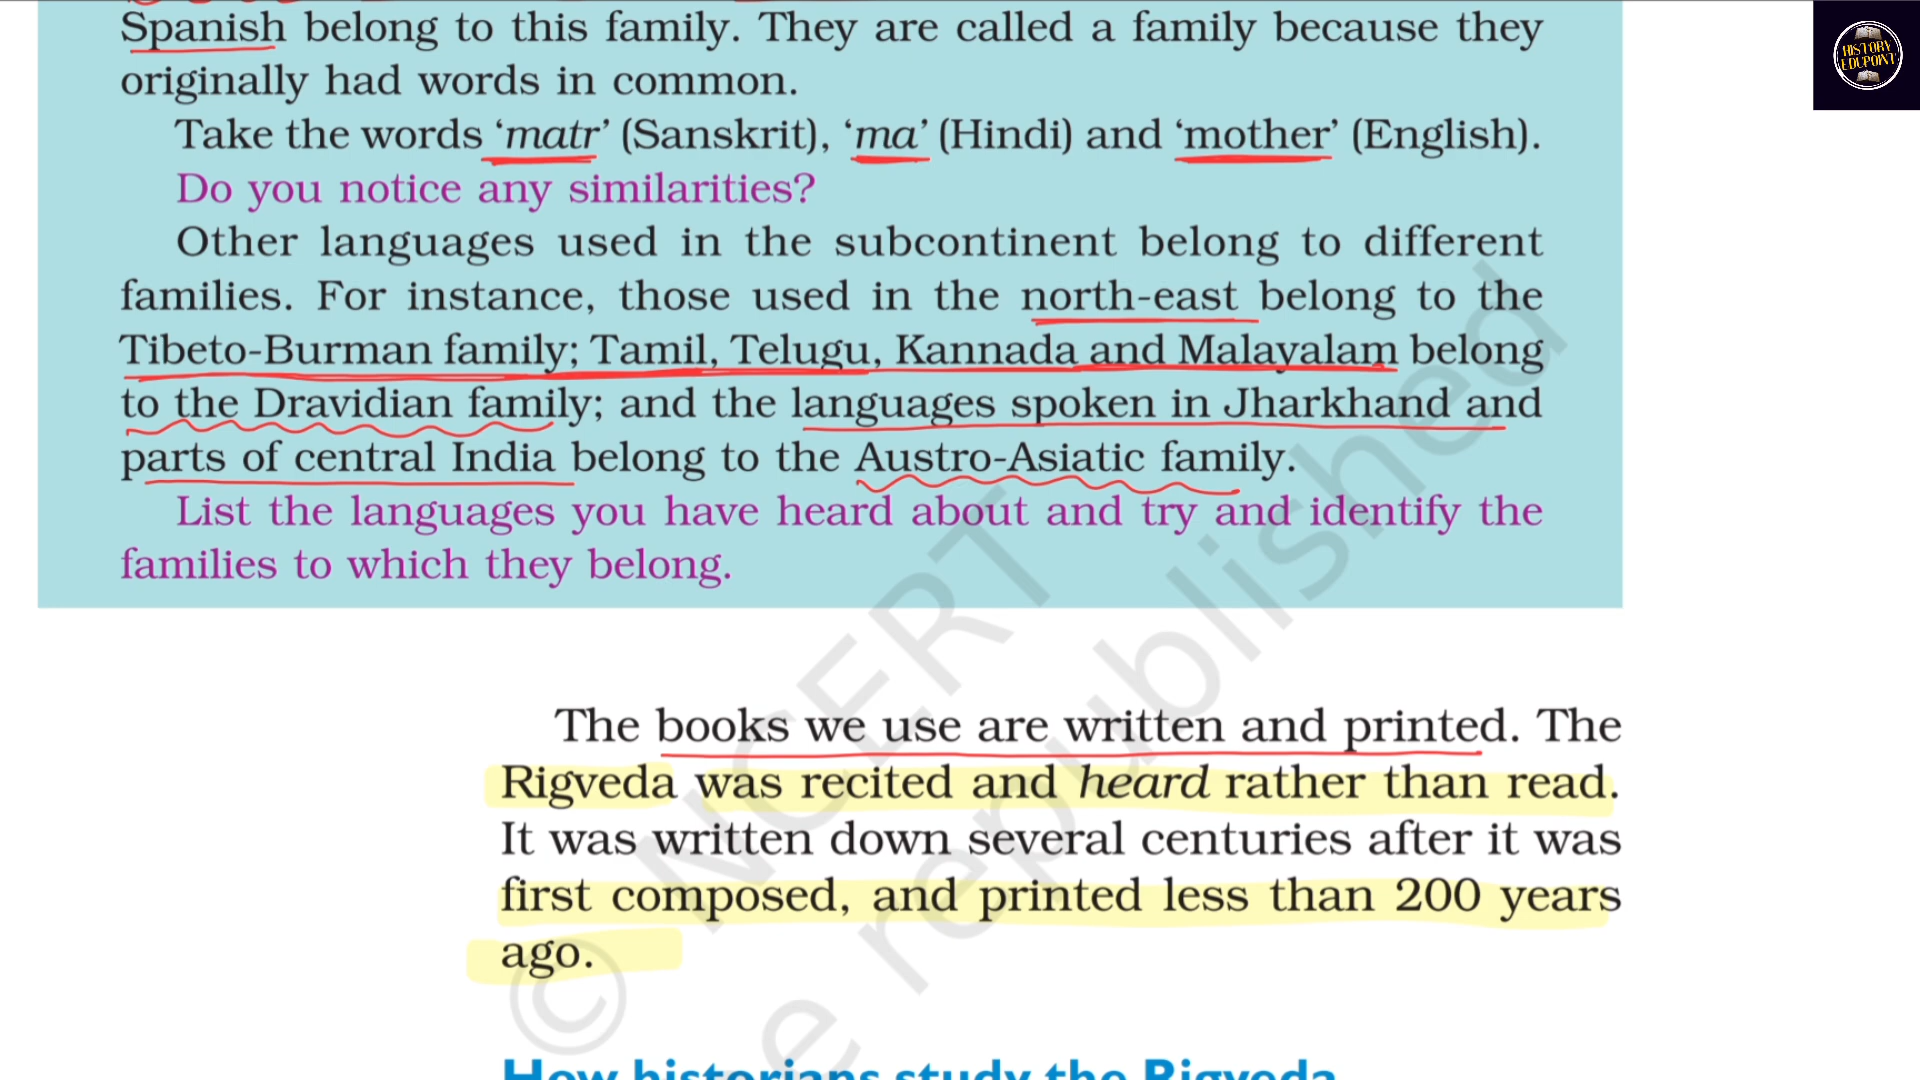 Spanish belong to this family. They are called a family because they
originally had words in common.
Take the words ‘matr’ (Sanskrit), ‘ma’ (Hindi) and ‘mother’ (English).
Do you notice any similarities?
Other languages used in the subcontinent belong to different
families. For instance, those used in the north-east belong to the
Tibeto-Burman family; Tamil, Telugu, Kannada and Malayalam belong
to the Dravidian family; and the languages spoken in Jharkhand and
parts of central India belong to the Austro-Asiatic family.
List the languages you have heard about and try and identify the
families to which they belong.
The books we use are written and printed. The
Rigveda was recited and heard rather than read.
It was written down several centuries after it was
first composed, and printed less than 200 years
ago.
How historians study the Rigveda
© NCERT
e republished
HISTORY
EDUPOINT